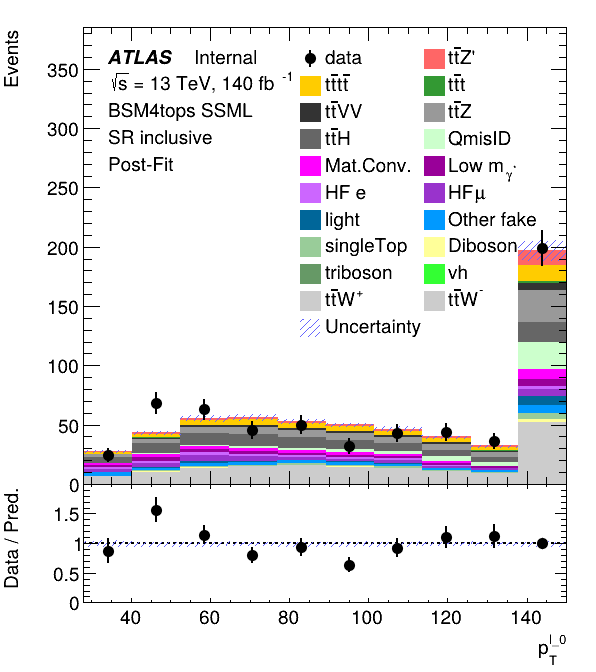 Events
350
300
250
200
150
100
50
0
ATLAS Internal
√s = 13 TeV, 140 fb⁻¹
BSM4tops SSML
SR inclusive
Post-Fit
data
tt̄Z'
tt̄tt̄
tt̄t
tt̄VV
tt̄Z
tt̄H
QmisID
Mat.Conv.
Low m_γ*
HF e
HFμ
light
Other fake
singleTop
Diboson
triboson
vh
tt̄W⁺
tt̄W⁻
Uncertainty
Data / Pred.
1.5
1
0.5
0
40 60 80 100 120 140
p_T^l_0